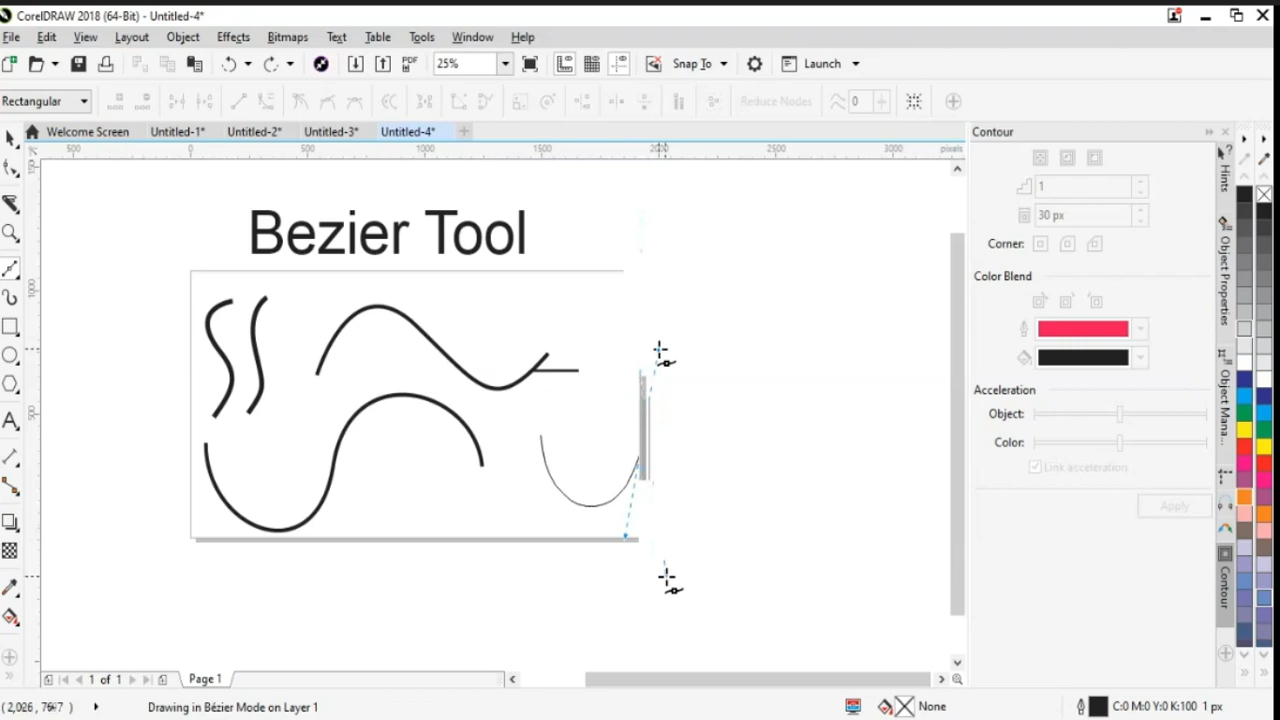 CorelDRAW 2018 (64-Bit) - Untitled-4*
File Edit View Layout Object Effects Bitmaps Text Table Tools Window Help
PDF 25% Snap To Launch
Rectangular Reduce Nodes 0
Welcome Screen Untitled-1* Untitled-2* Untitled-3* Untitled-4*
500 0 500 1000 1500 2000 2500 3000 pixels
Contour
1
30 px
Corner:
Color Blend
Acceleration
Object:
Color:
Link acceleration
Apply
Hints
Object Properties
Object Mana...
Contour
1000
500
Bezier Tool
1 of 1 Page 1
Drawing in Bézier Mode on Layer 1 None C:0 M:0 Y:0 K:100 1 px